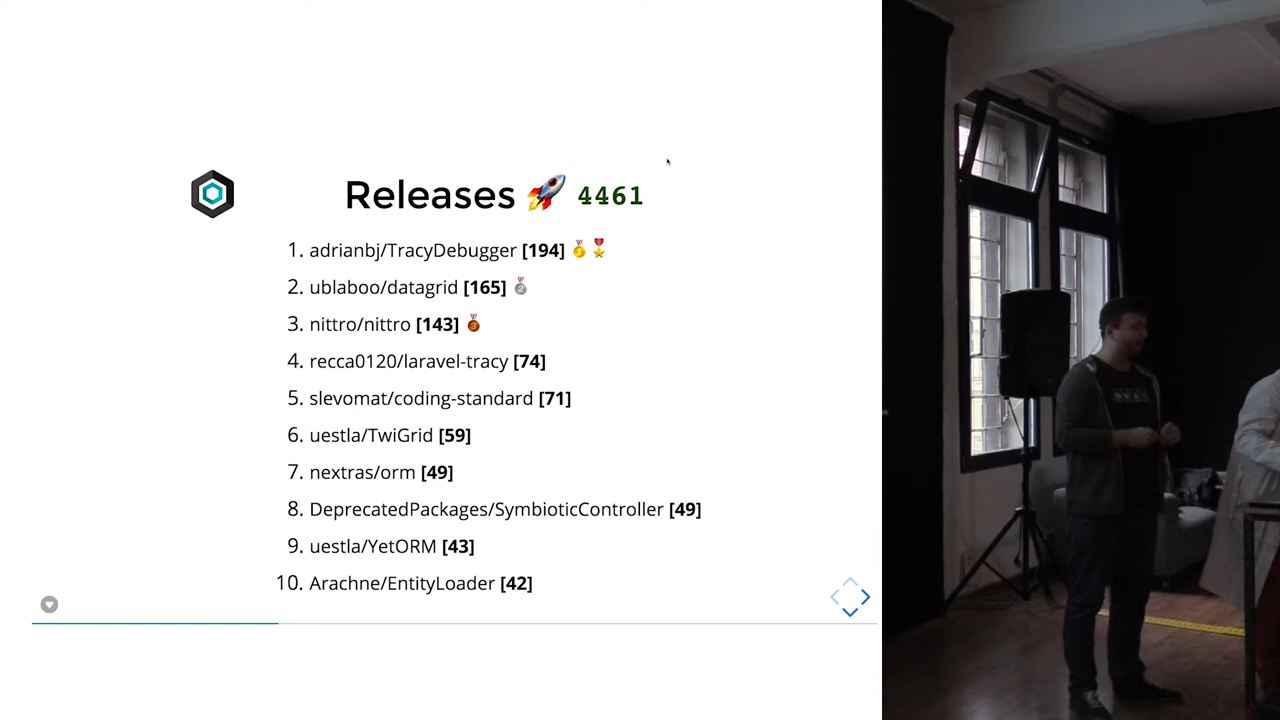 Releases 🚀 4461
1. adrianbj/TracyDebugger [194]
2. ublaboo/datagrid [165]
3. nittro/nittro [143]
4. recca0120/laravel-tracy [74]
5. slevomat/coding-standard [71]
6. uestla/TwiGrid [59]
7. nextras/orm [49]
8. DeprecatedPackages/SymbioticController [49]
9. uestla/YetORM [43]
10. Arachne/EntityLoader [42]